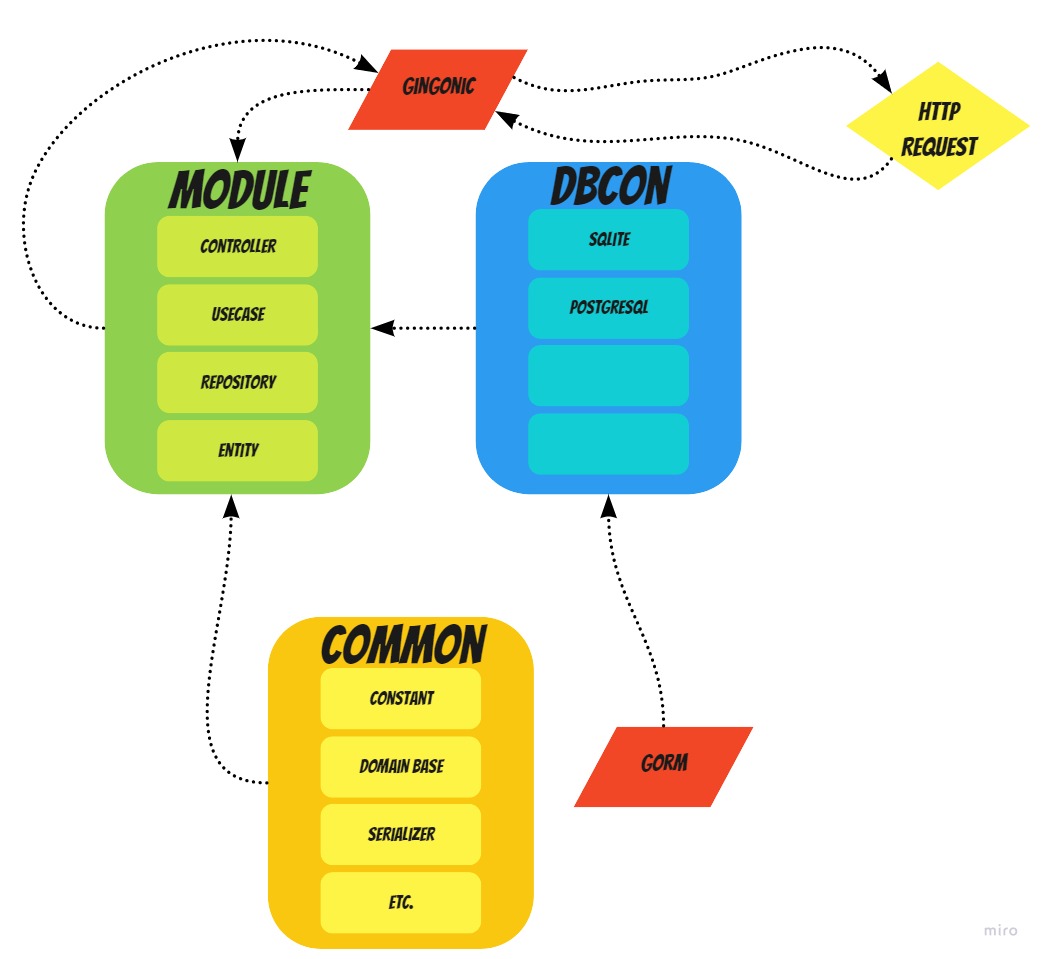 GINGONIC
HTTP
REQUEST
MODULE
CONTROLLER
USECASE
REPOSITORY
ENTITY
DBCON
SQLITE
POSTGRESQL
COMMON
CONSTANT
DOMAIN BASE
SERIALIZER
ETC.
GORM
miro